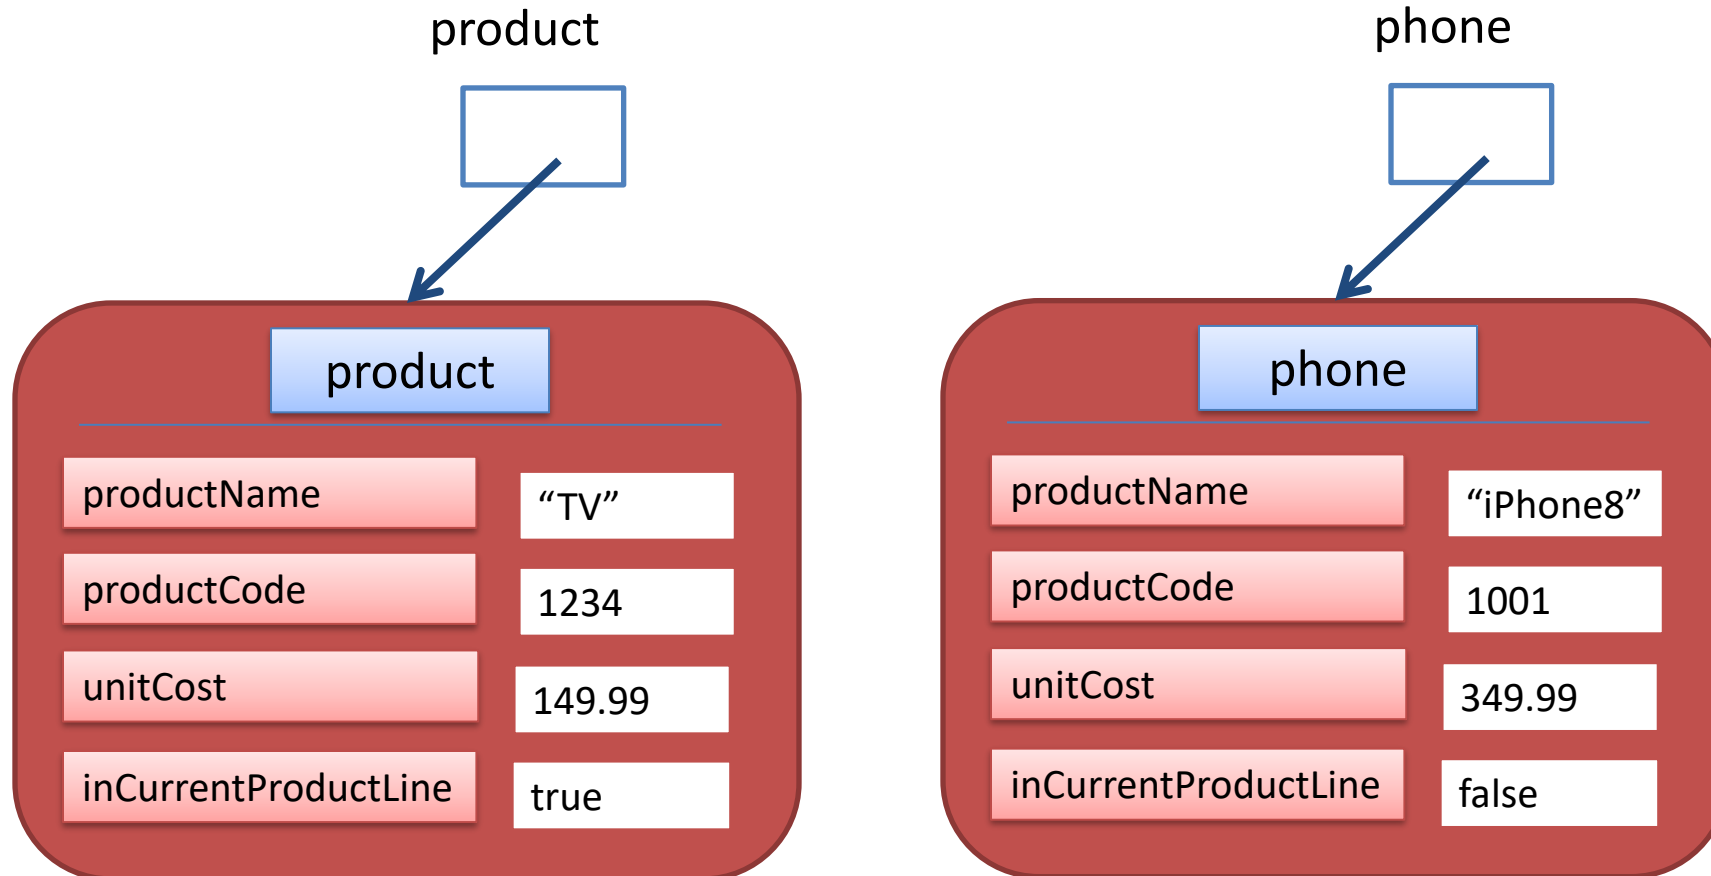 product
product
productName
“TV”
productCode
1234
unitCost
149.99
inCurrentProductLine
true
phone
phone
productName
“iPhone8”
productCode
1001
unitCost
349.99
inCurrentProductLine
false